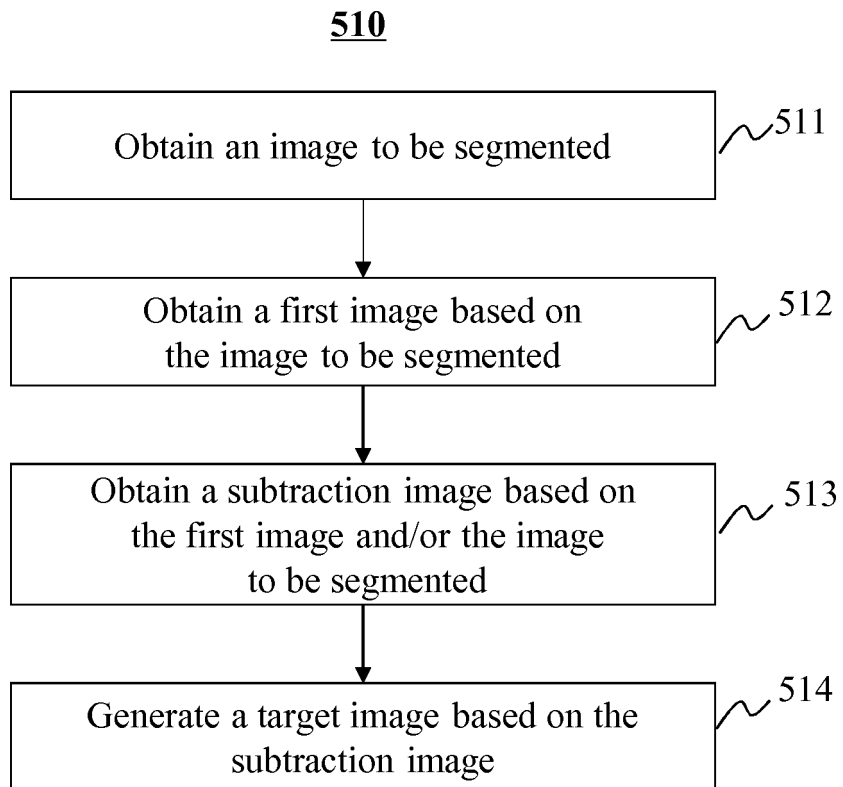 510
Obtain an image to be segmented
511
Obtain a first image based on
the image to be segmented
512
Obtain a subtraction image based on
the first image and/or the image
to be segmented
513
Generate a target image based on the
subtraction image
514